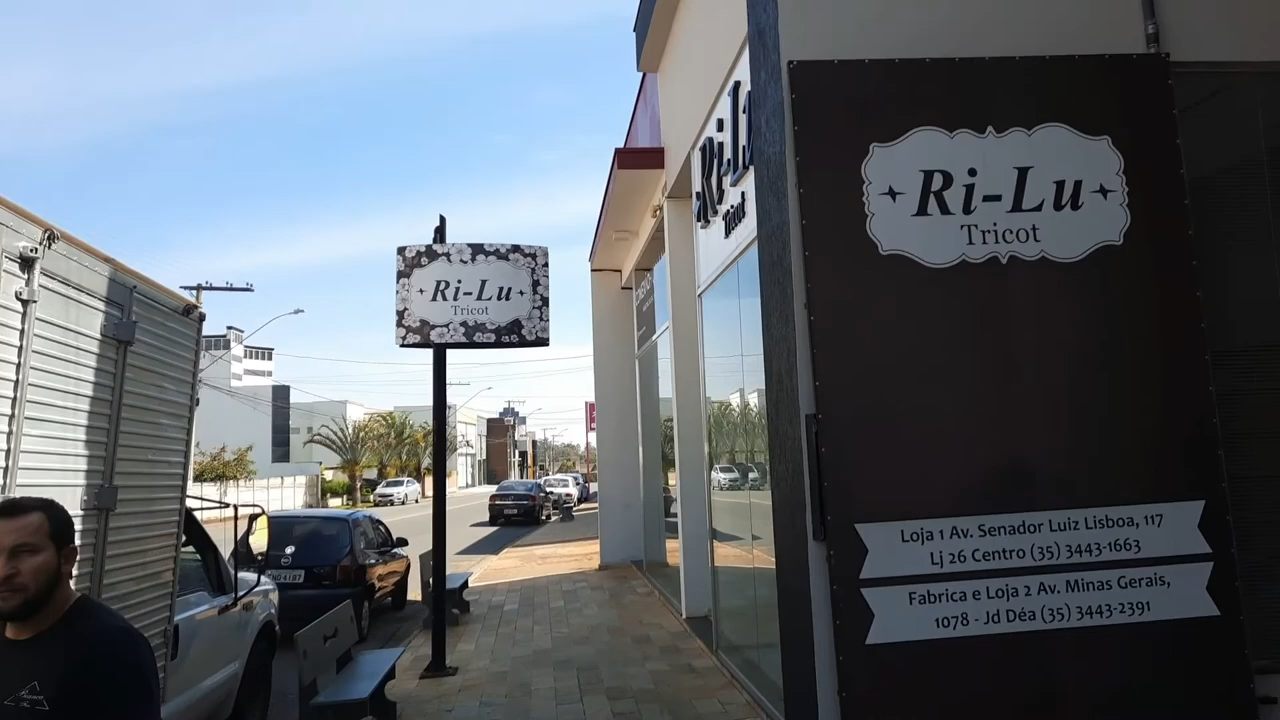 Ri-Lu
Tricot
Ri-Lu
Tricot
Ri-Lu
Tricot
Loja 1 Av. Senador Luiz Lisboa, 117
Lj 26 Centro (35) 3443-1663
Fabrica e Loja 2 Av. Minas Gerais,
1078 - Jd Déa (35) 3443-2391